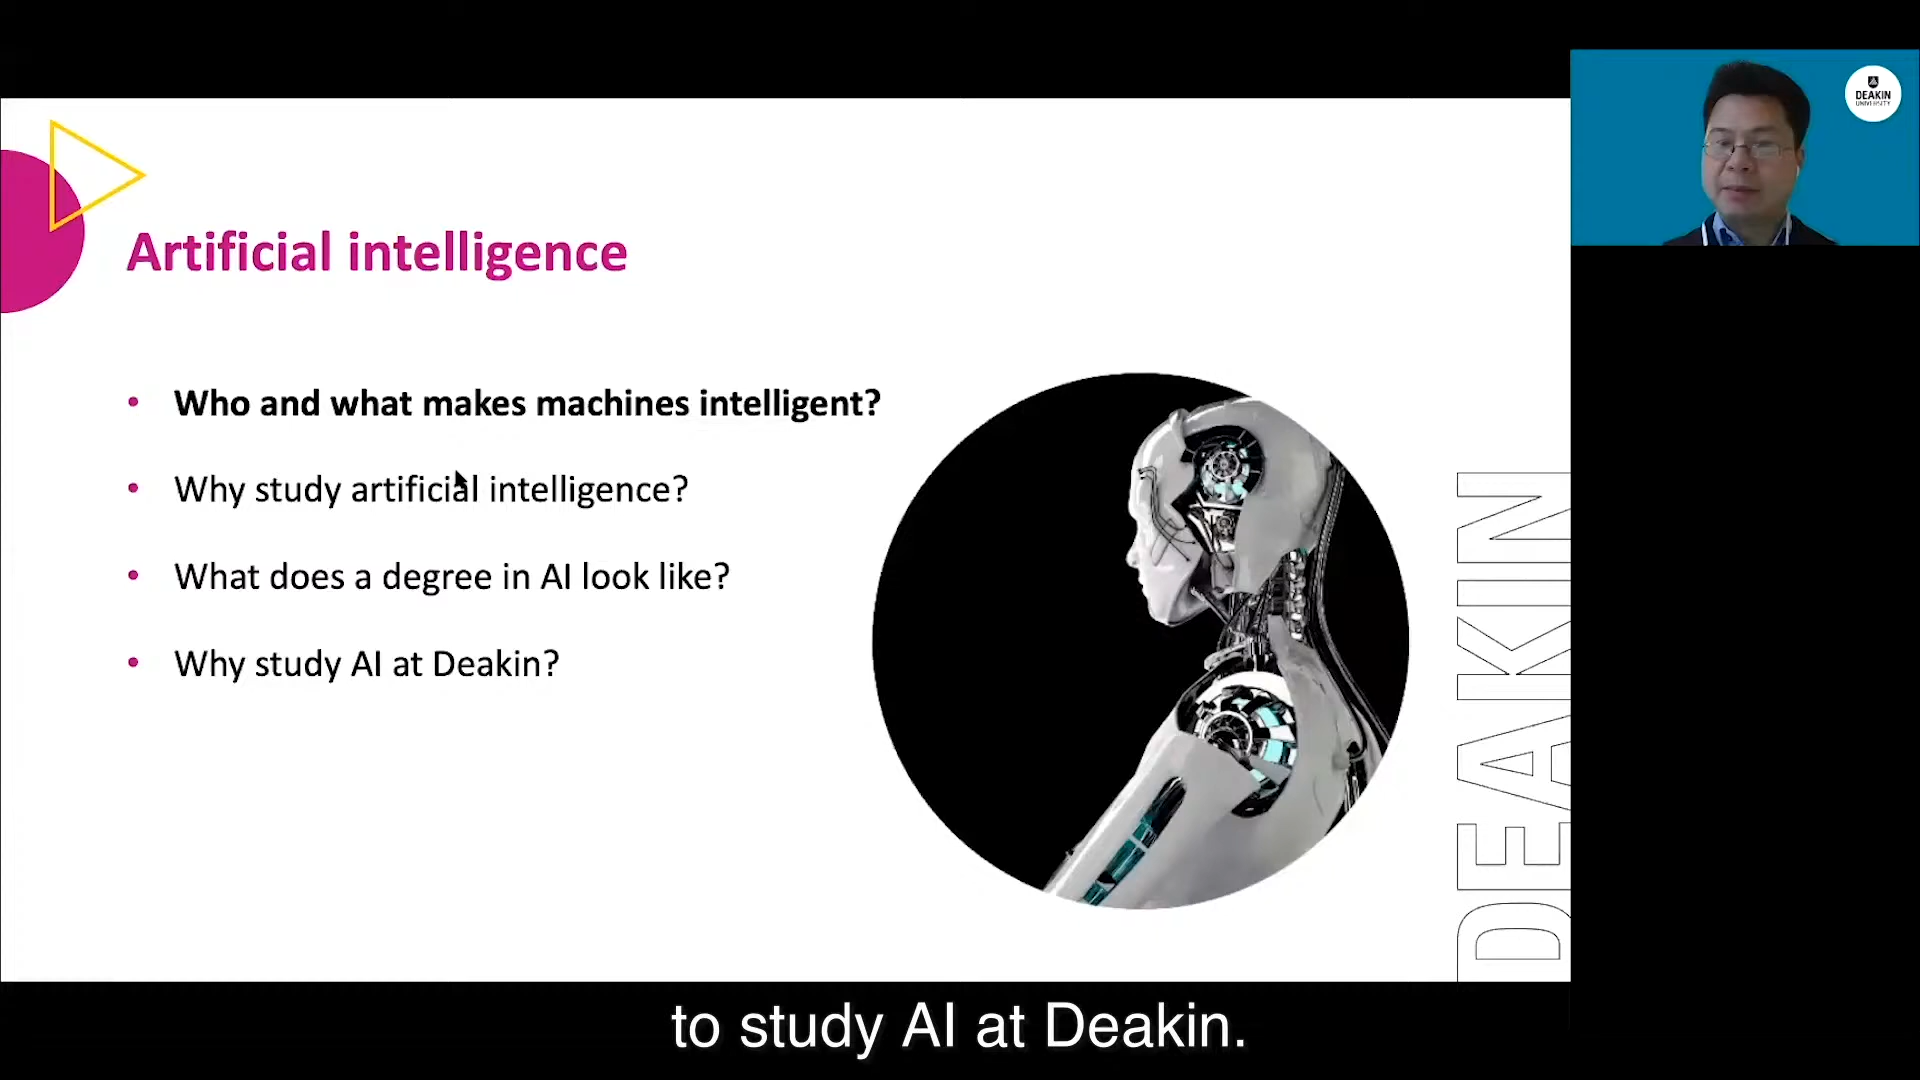 DEAKIN
UNIVERSITY
Artificial intelligence
• Who and what makes machines intelligent?
• Why study artificial intelligence?
• What does a degree in AI look like?
• Why study AI at Deakin?
DEAKIN
to study AI at Deakin.